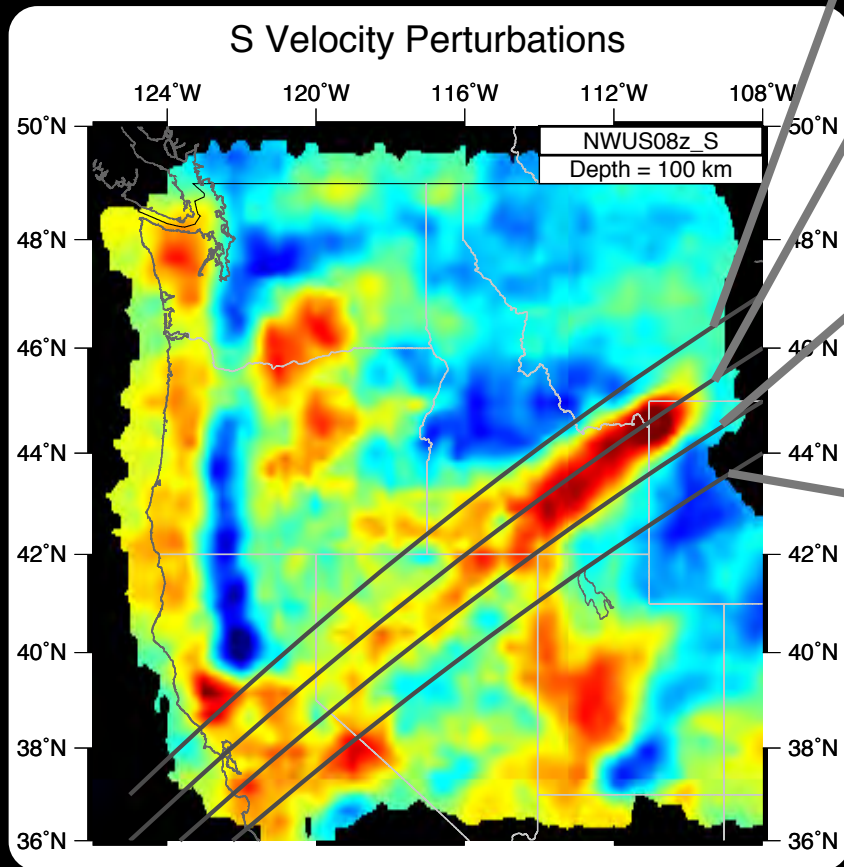 S Velocity Perturbations
124˚W 120˚W 116˚W 112˚W 108˚W
50˚N 50˚N
NWUS08z_S
Depth = 100 km
48˚N 48˚N
46˚N 46˚N
44˚N 44˚N
42˚N 42˚N
40˚N 40˚N
38˚N 38˚N
36˚N 36˚N